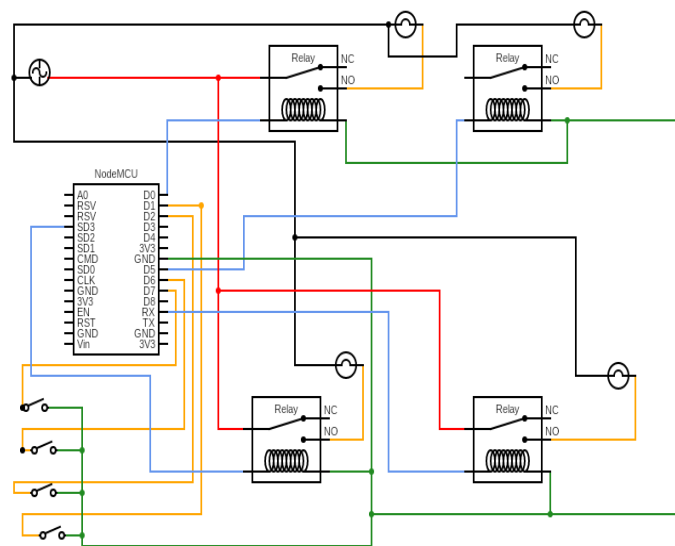 Relay
NC
NO
Relay
NC
NO
NodeMCU
A0 D0
RSV D1
RSV D2
SD3 D3
SD2 D4
SD1 3V3
CMD GND
SD0 D5
CLK D6
GND D7
3V3 D8
EN RX
RST TX
GND GND
Vin 3V3
Relay
NC
NO
Relay
NC
NO